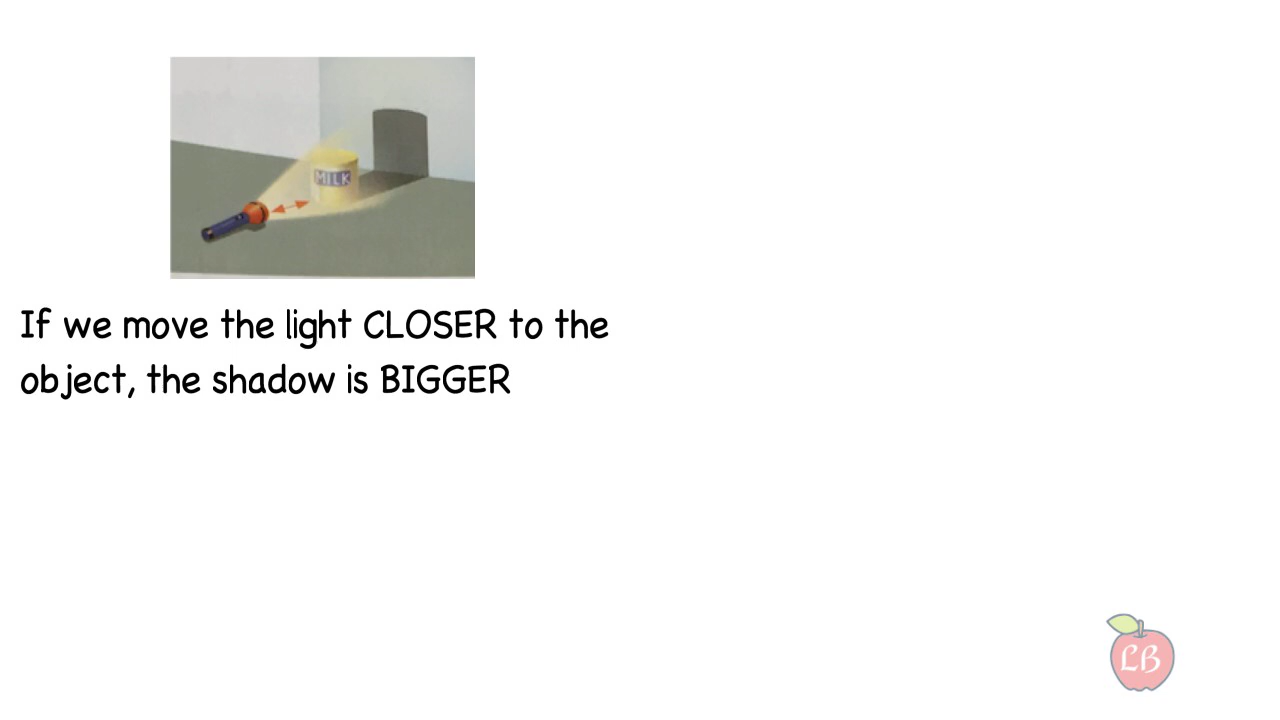 MILK
If we move the light CLOSER to the
object, the shadow is BIGGER
LB